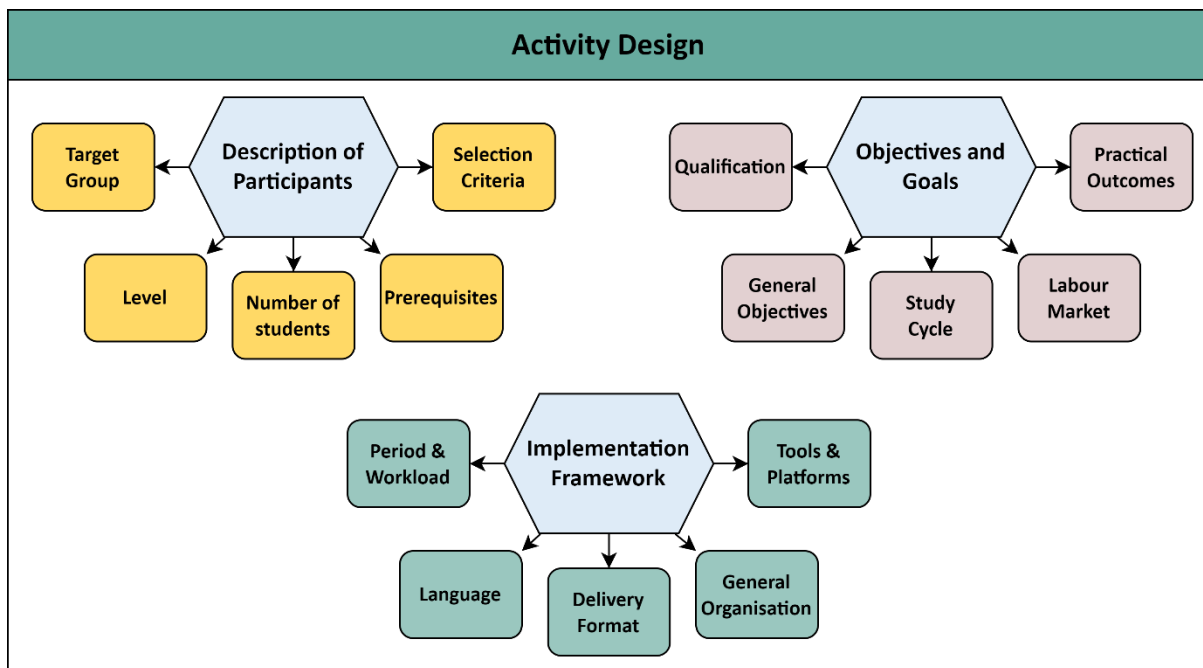 Activity Design
Description of
Participants
Target
Group
Level
Number of
students
Prerequisites
Selection
Criteria
Objectives and
Goals
Qualification
General
Objectives
Study
Cycle
Labour
Market
Practical
Outcomes
Implementation
Framework
Period &
Workload
Language
Delivery
Format
General
Organisation
Tools &
Platforms